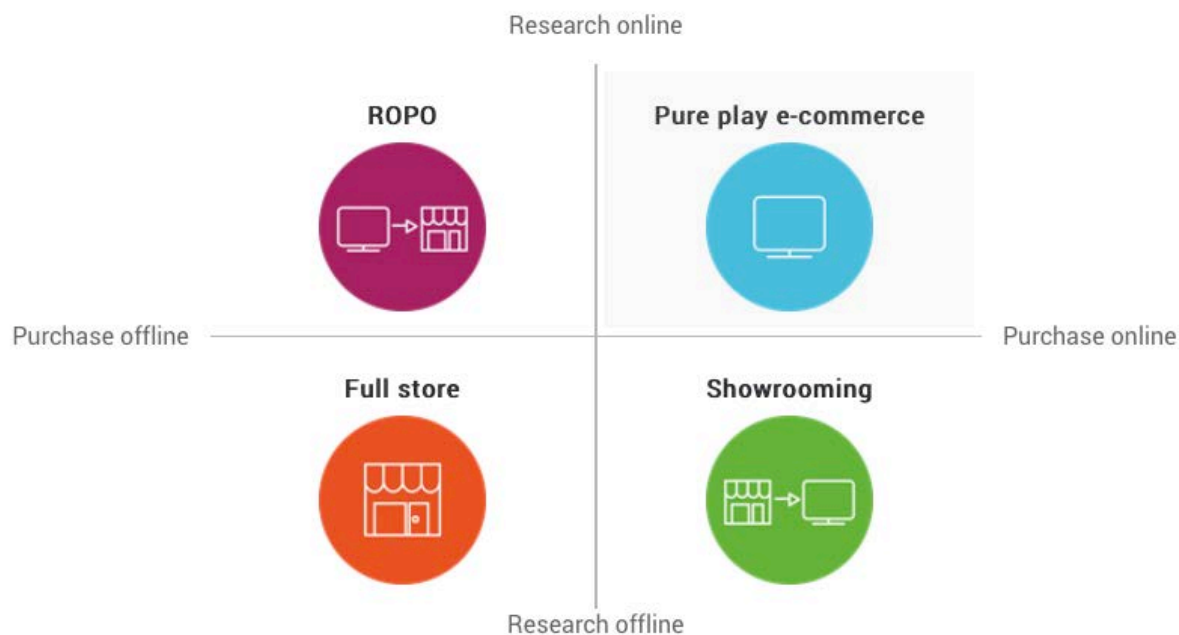 Research online
ROPO
Pure play e-commerce
Purchase offline
Purchase online
Full store
Showrooming
Research offline